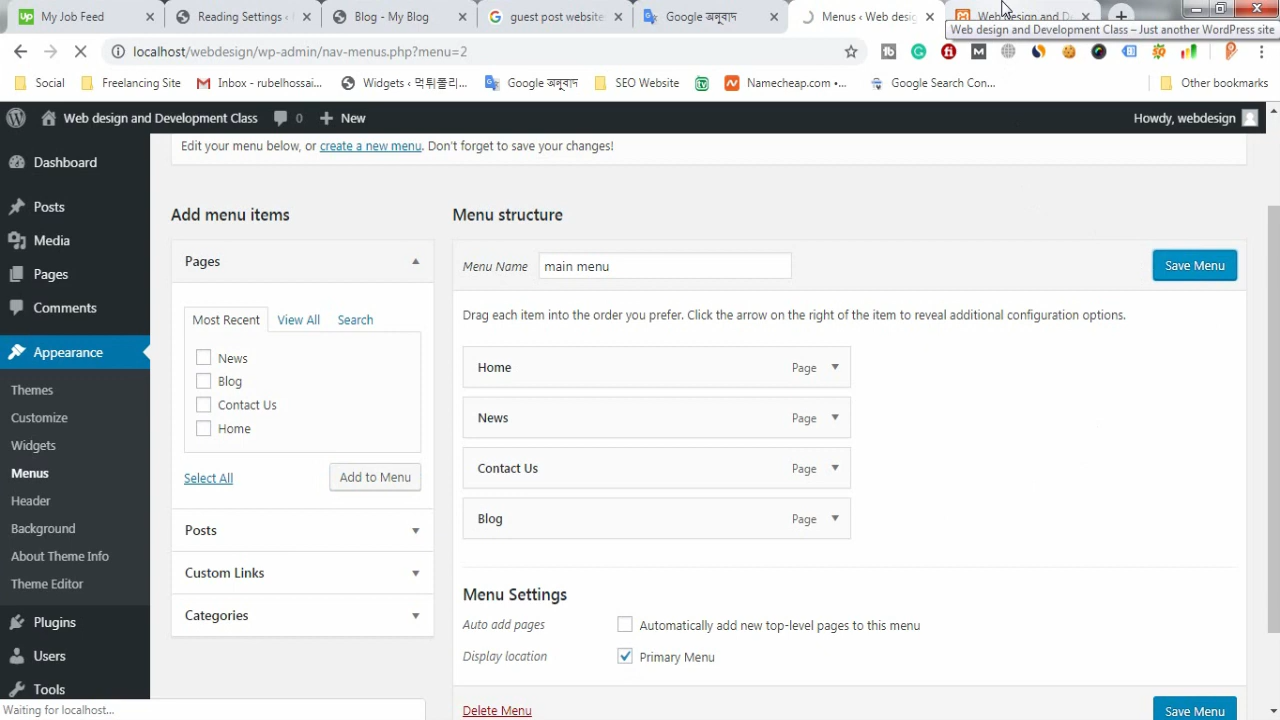 My Job Feed
Reading Settings ‹
Blog - My Blog
guest post website
Google অনুবাদ
Menus ‹ Web desi
Web design and D
Web design and Development Class – Just another WordPress site
localhost/webdesign/wp-admin/nav-menus.php?menu=2
Social
Freelancing Site
Inbox - rubelhossai...
Widgets ‹ 먹튀폴리...
Google অনুবাদ
SEO Website
Namecheap.com •...
Google Search Con...
Other bookmarks
Web design and Development Class
0
New
Howdy, webdesign
Edit your menu below, or create a new menu. Don't forget to save your changes!
Dashboard
Posts
Media
Pages
Comments
Appearance
Themes
Customize
Widgets
Menus
Header
Background
About Theme Info
Theme Editor
Plugins
Users
Tools
Add menu items
Pages
Most Recent View All Search
News
Blog
Contact Us
Home
Select All
Add to Menu
Posts
Custom Links
Categories
Menu structure
Menu Name main menu
Save Menu
Drag each item into the order you prefer. Click the arrow on the right of the item to reveal additional configuration options.
Home Page
News Page
Contact Us Page
Blog Page
Menu Settings
Auto add pages Automatically add new top-level pages to this menu
Display location Primary Menu
Delete Menu
Save Menu
Waiting for localhost...